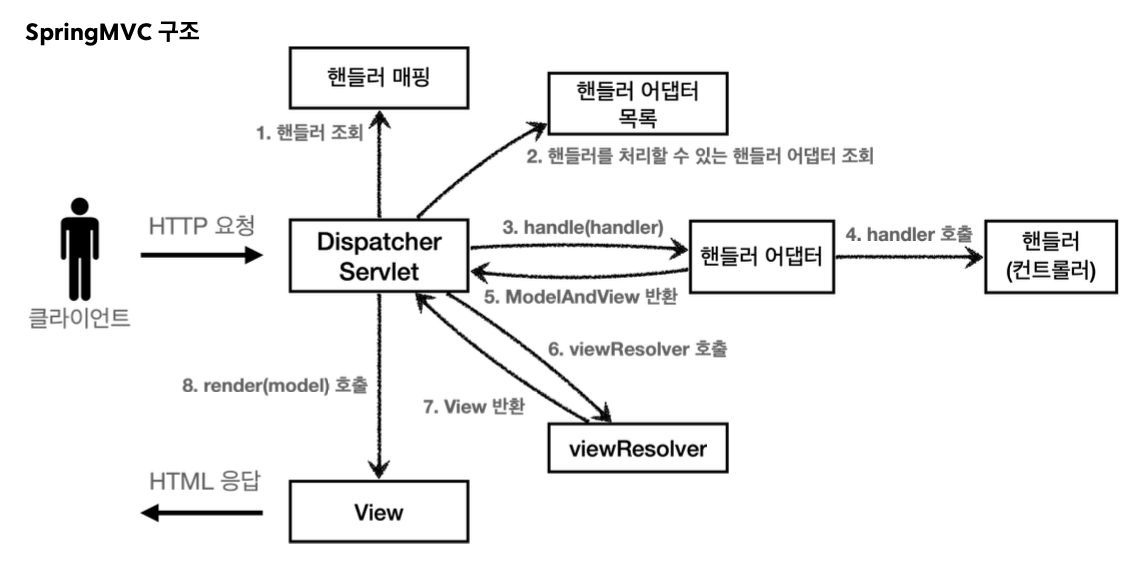 SpringMVC 구조
핸들러 매핑
핸들러 어댑터
목록
1. 핸들러 조회
2. 핸들러를 처리할 수 있는 핸들러 어댑터 조회
HTTP 요청
클라이언트
Dispatcher
Servlet
3. handle(handler)
핸들러 어댑터
4. handler 호출
핸들러
(컨트롤러)
5. ModelAndView 반환
6. viewResolver 호출
7. View 반환
8. render(model) 호출
viewResolver
HTML 응답
View